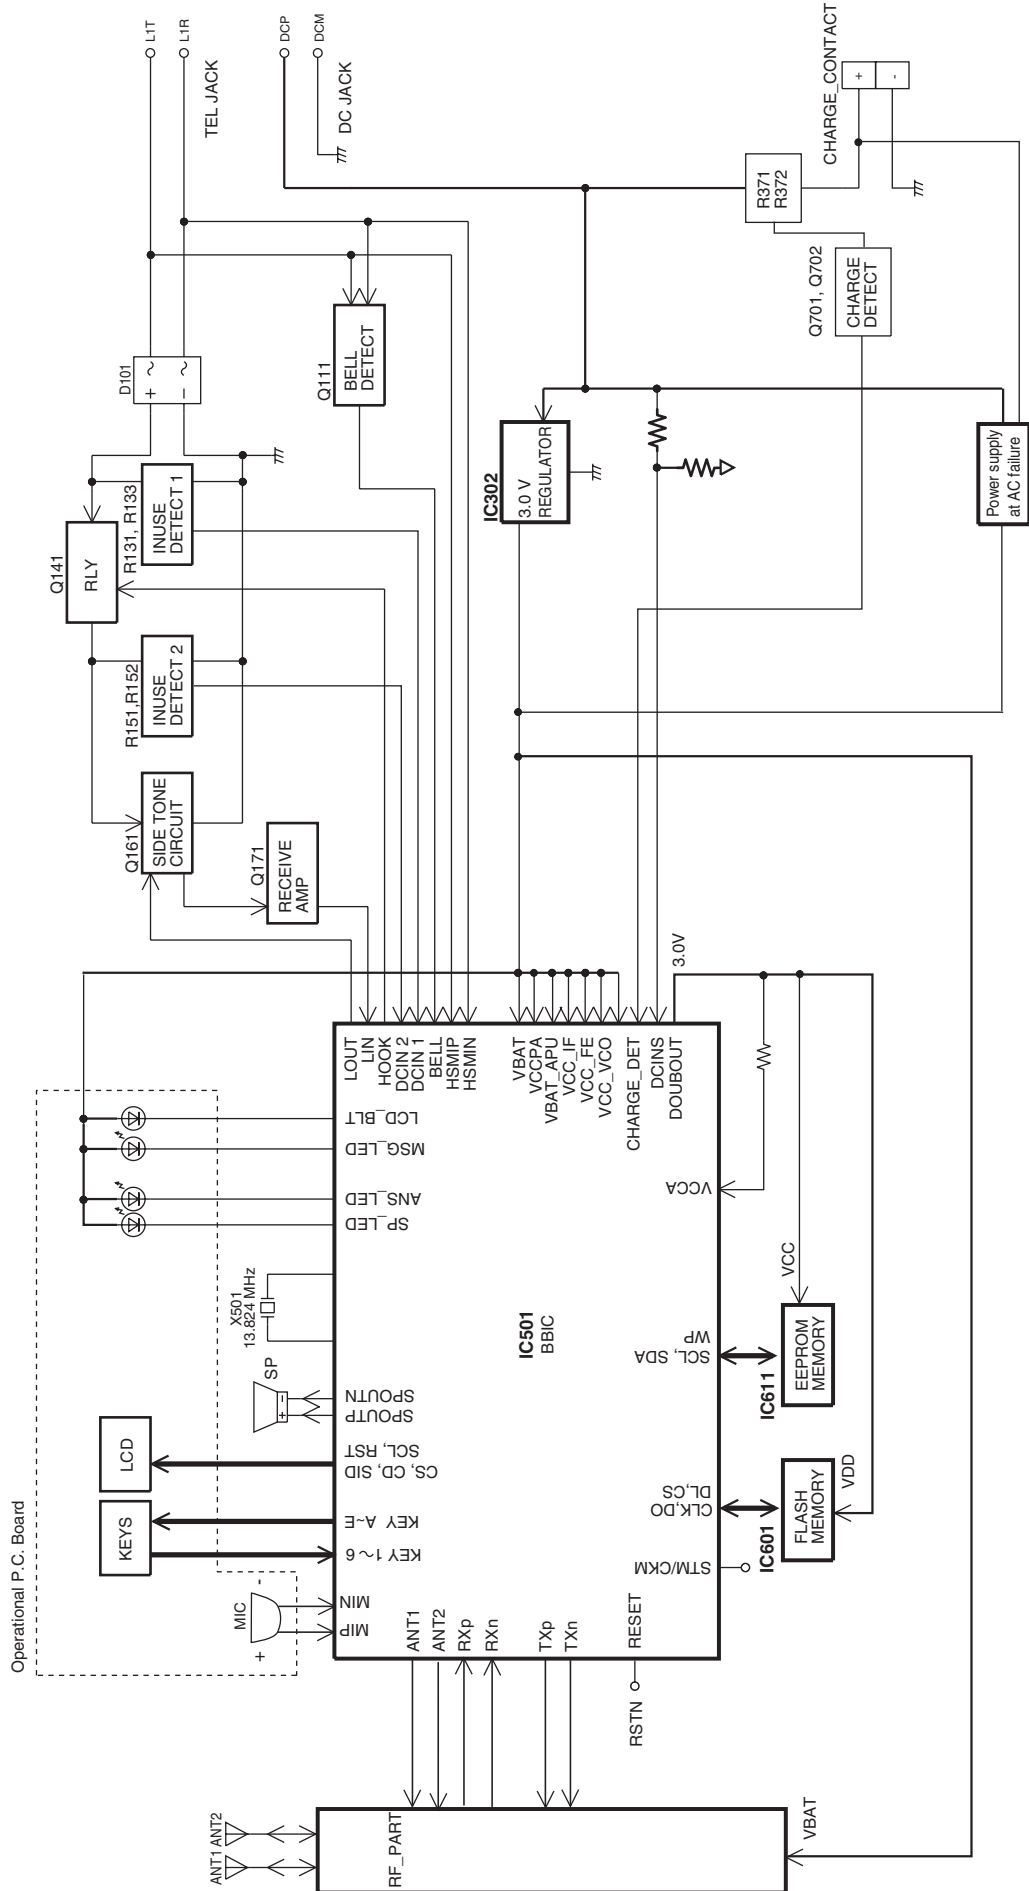 L1T
L1R
TEL JACK
DCP
DCM
DC JACK
CHARGE_CONTACT
+
-
R371
R372
Q701, Q702
CHARGE
DETECT
D101
+ ~
- ~
Q111
BELL
DETECT
Q141
RLY
R131, R133
INUSE
DETECT 1
R151,R152
INUSE
DETECT 2
Q161
SIDE TONE
CIRCUIT
Q171
RECEIVE
AMP
IC302
3.0 V
REGULATOR
Power supply
at AC failure
3.0V
LOUT
LIN
HOOK
DCIN 2
DCIN 1
BELL
HSMIP
HSMIN
VBAT
VCCPA
VBAT_APU
VCC_IF
VCC_FE
VCC_VCO
CHARGE_DET
DCINS
DOUBOUT
LCD_BLT
MSG_LED
ANS_LED
SP_LED
X501
13.824 MHz
SP
-
+
SPOUTN
SPOUTP
SCL, RST
CS, CD, SID
KEY A~E
KEY 1~6
MIN
MIP
Operational P.C. Board
LCD
KEYS
MIC
-
+
IC501
BBIC
VCCA
WP
SCL, SDA
DL,CS
CLK,DO
STM/CKM
VCC
IC611
EEPROM
MEMORY
VDD
IC601
FLASH
MEMORY
ANT1
ANT2
RXp
RXn
TXp
TXn
RESET
RSTN
ANT1
ANT2
RF_PART
VBAT